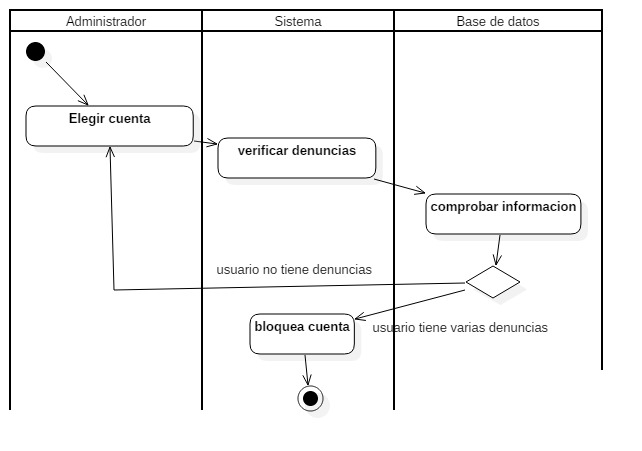 Administrador
Sistema
Base de datos
Elegir cuenta
verificar denuncias
comprobar informacion
usuario no tiene denuncias
bloquea cuenta
usuario tiene varias denuncias